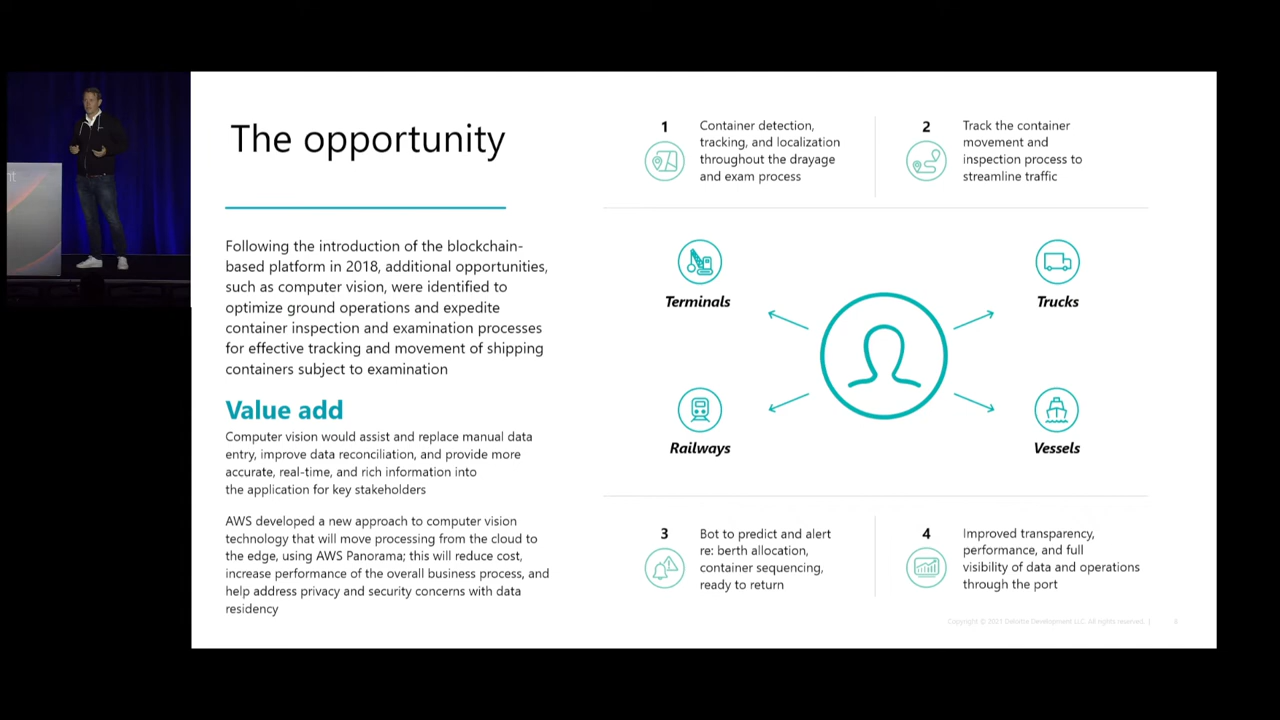 The opportunity
Following the introduction of the blockchain-
based platform in 2018, additional opportunities,
such as computer vision, were identified to
optimize ground operations and expedite
container inspection and examination processes
for effective tracking and movement of shipping
containers subject to examination
Value add
Computer vision would assist and replace manual data
entry, improve data reconciliation, and provide more
accurate, real-time, and rich information into
the application for key stakeholders
AWS developed a new approach to computer vision
technology that will move processing from the cloud to
the edge, using AWS Panorama; this will reduce cost,
increase performance of the overall business process, and
help address privacy and security concerns with data
residency
1
Container detection,
tracking, and localization
throughout the drayage
and exam process
2
Track the container
movement and
inspection process to
streamline traffic
Terminals
Trucks
Railways
Vessels
3
Bot to predict and alert
re: berth allocation,
container sequencing,
ready to return
4
Improved transparency,
performance, and full
visibility of data and operations
through the port
Copyright © 2021 Deloitte Development LLC. All rights reserved. |